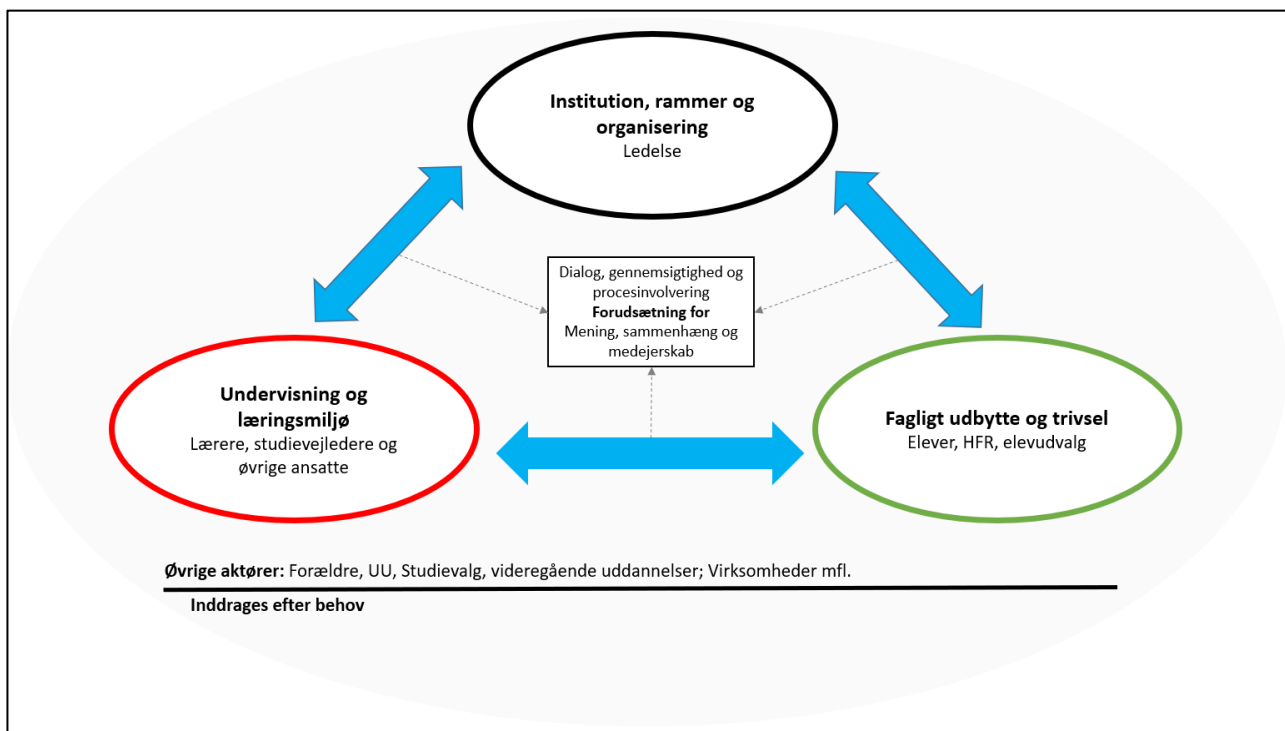 Institution, rammer og
organisering
Ledelse
Dialog, gennemsigtighed og
procesinvolvering
Forudsætning for
Mening, sammenhæng og
medejerskab
Undervisning og
læringsmiljø
Lærere, studievejledere og
øvrige ansatte
Fagligt udbytte og trivsel
Elever, HFR, elevudvalg
Øvrige aktører: Forældre, UU, Studievalg, videregående uddannelser; Virksomheder mfl.
Inddrages efter behov